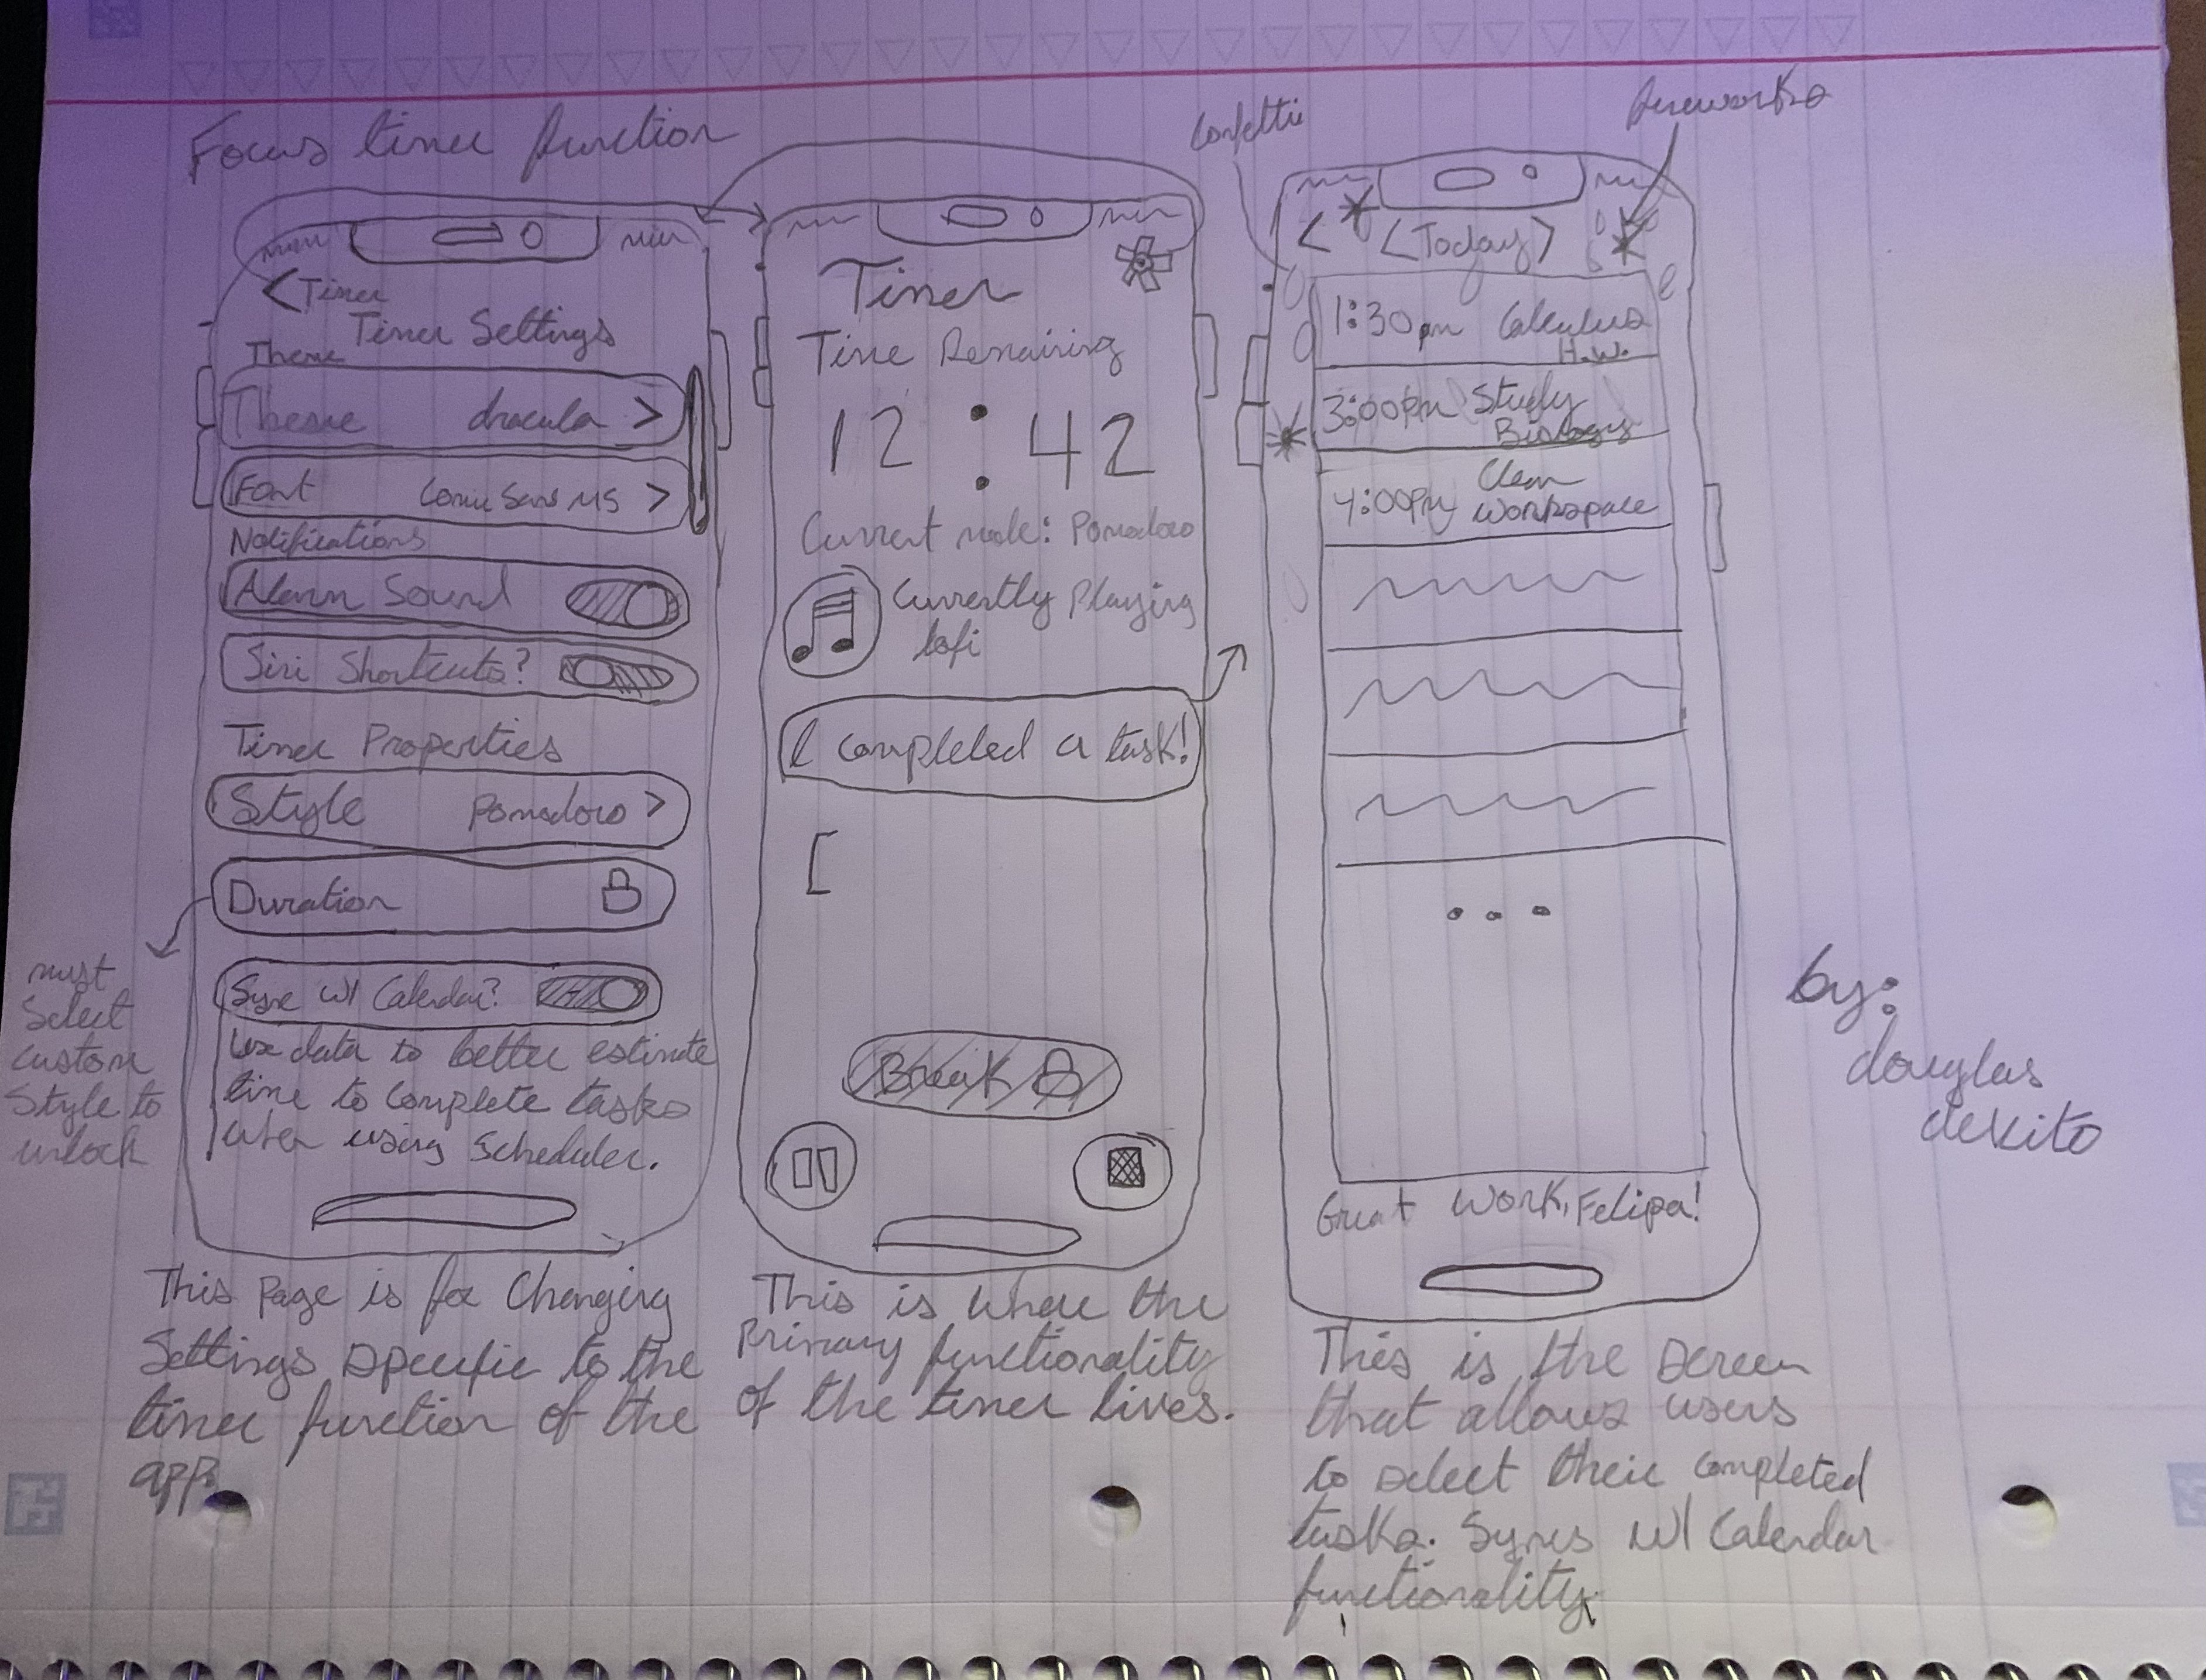 Focus timer function
< Timer
Timer Settings
Theme
Theme dracula >
Font Comic Sans MS >
Notifications
Alarm Sound
Siri Shortcuts?
Timer Properties
Style Pomodoro >
Duration
must
select
custom
style to
unlock
Sync w/ Calendar?
Use data to better estimate
time to complete tasks
when using scheduler.
This page is for changing
settings specific to the
timer function of the
app.
Timer
Time Remaining
12:42
Current mode: Pomodoro
Currently Playing
lofi
I completed a task!
[
Break
This is where the
primary functionality
of the timer lives.
Confetti
fireworks
< <Today>
1:30pm Calculus
H.W.
3:00pm Study
Biology
4:00pm Clean
Workspace
...
Great Work, Felipa!
This is the screen
that allows users
to select their completed
tasks. Syncs w/ Calendar
functionality.
by:
douglas
dekito